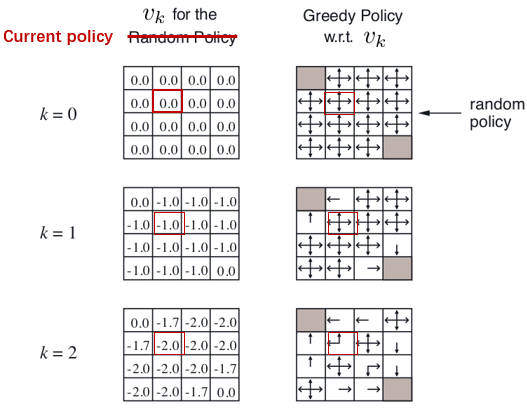 v_k for the
Current policy
Random Policy
Greedy Policy
w.r.t. v_k
k = 0
0.0 0.0 0.0 0.0
0.0 0.0 0.0 0.0
0.0 0.0 0.0 0.0
0.0 0.0 0.0 0.0
random
policy
k = 1
0.0 -1.0 -1.0 -1.0
-1.0 -1.0 -1.0 -1.0
-1.0 -1.0 -1.0 -1.0
-1.0 -1.0 -1.0 0.0
k = 2
0.0 -1.7 -2.0 -2.0
-1.7 -2.0 -2.0 -2.0
-2.0 -2.0 -2.0 -1.7
-2.0 -2.0 -1.7 0.0